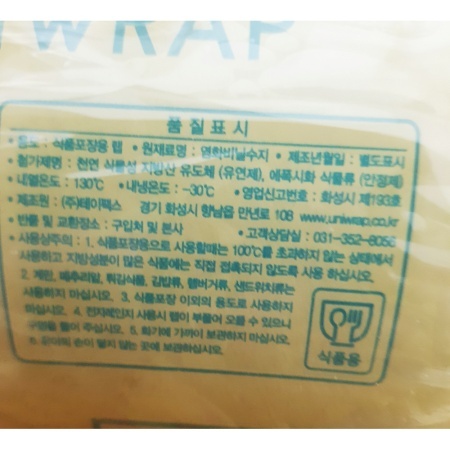 WRAP
품질표시
• 용도 : 식품포장용 랩 • 원재료명 : 염화비닐수지 • 제조년월일 : 별도표시
• 첨가제명 : 천연 식물성 지방산 유도체 (유연제), 에폭시화 식물류 (안정제)
• 내열온도 : 130℃ • 내냉온도 : -30℃ • 영업신고번호 : 화성시 제193호
• 제조원 : (주)테이팩스 경기 화성시 향남읍 만년로 108 www.uniwrap.co.kr
• 반품 및 교환장소 : 구입처 및 본사 • 고객상담실 : 031-352-8056
• 사용상주의 : 1. 식품포장용으로 사용할때는 100℃를 초과하지 않는 상태에서
사용하고 지방성분이 많은 식품에는 직접 접촉되지 않도록 사용 하십시오.
2. 계란, 메추리알, 튀김식품, 김밥류, 햄버거류, 샌드위치류는
사용하지 마십시오. 3. 식품포장 이외의 용도로 사용하지
마십시오. 4. 전자레인지 사용시 랩이 부풀어 오를 수 있으니
구멍을 뚫어 주십시오. 5. 화기에 가까이 보관하지 마십시오.
6. 유아의 손이 닿지 않는 곳에 보관하십시오.
식품용